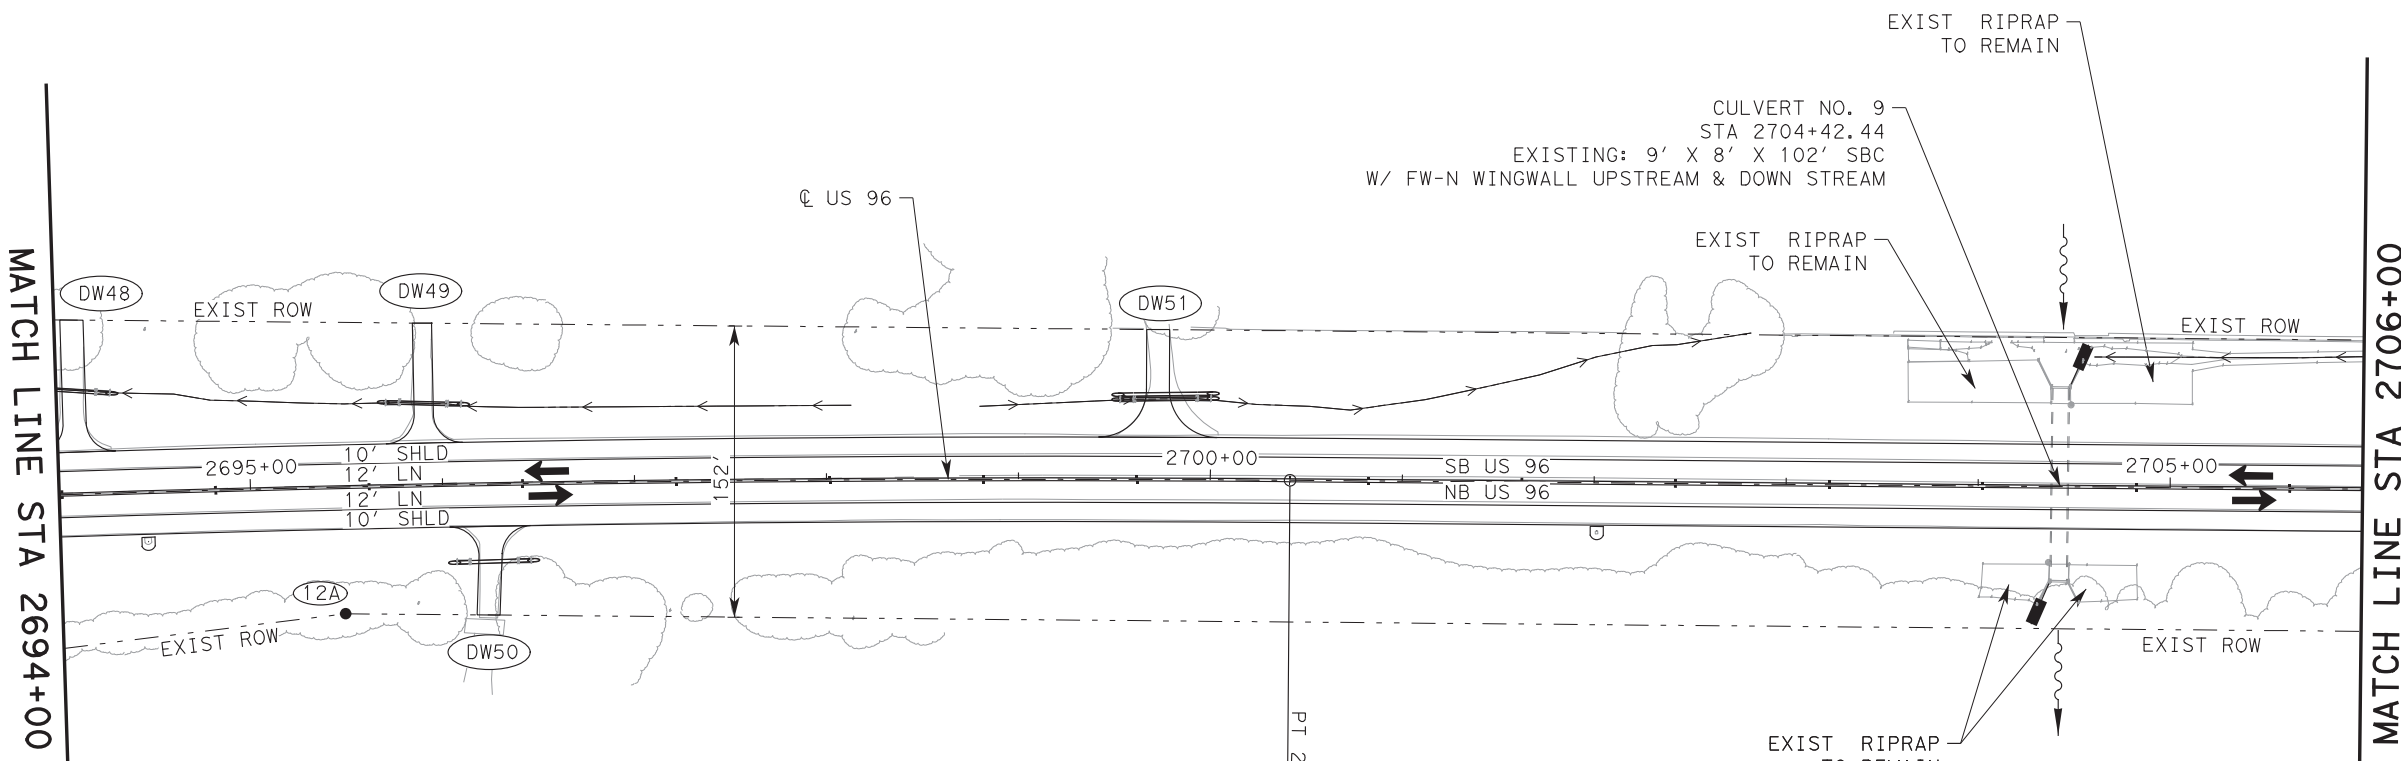 EXIST RIPRAP
TO REMAIN
CULVERT NO. 9
STA 2704+42.44
EXISTING: 9' X 8' X 102' SBC
W/ FW-N WINGWALL UPSTREAM & DOWN STREAM
℄ US 96
EXIST RIPRAP
TO REMAIN
MATCH LINE STA 2694+00
MATCH LINE STA 2706+00
DW48
EXIST ROW
DW49
DW51
EXIST ROW
2695+00
10' SHLD
12' LN
12' LN
10' SHLD
152'
2700+00
SB US 96
NB US 96
2705+00
12A
EXIST ROW
DW50
EXIST ROW
PT 2
EXIST RIPRAP
TO REMAIN